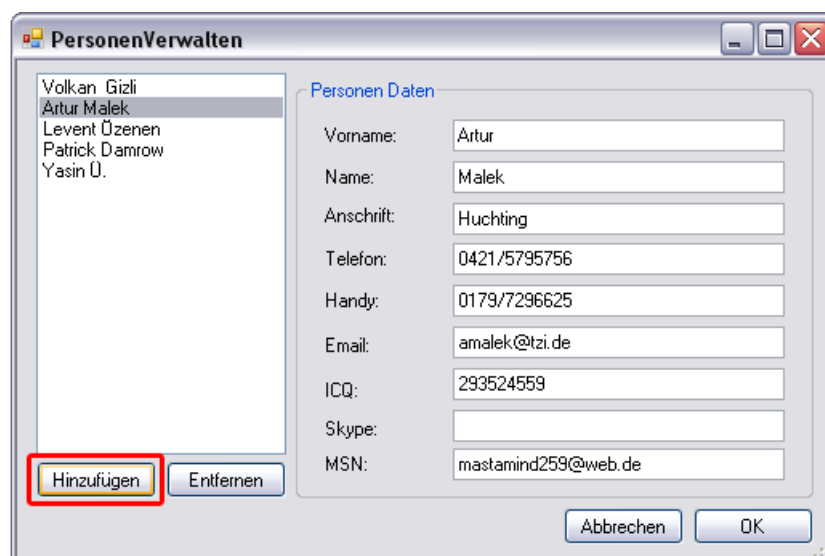 PersonenVerwalten
Volkan Gizli
Artur Malek
Levent Üzenen
Patrick Damrow
Yasin Ü.
Hinzufügen
Entfernen
Personen Daten
Vorname: Artur
Name: Malek
Anschrift: Huchting
Telefon: 0421/5795756
Handy: 0179/7296625
Email: amalek@tzi.de
ICQ: 293524559
Skype:
MSN: mastamind259@web.de
Abbrechen
OK